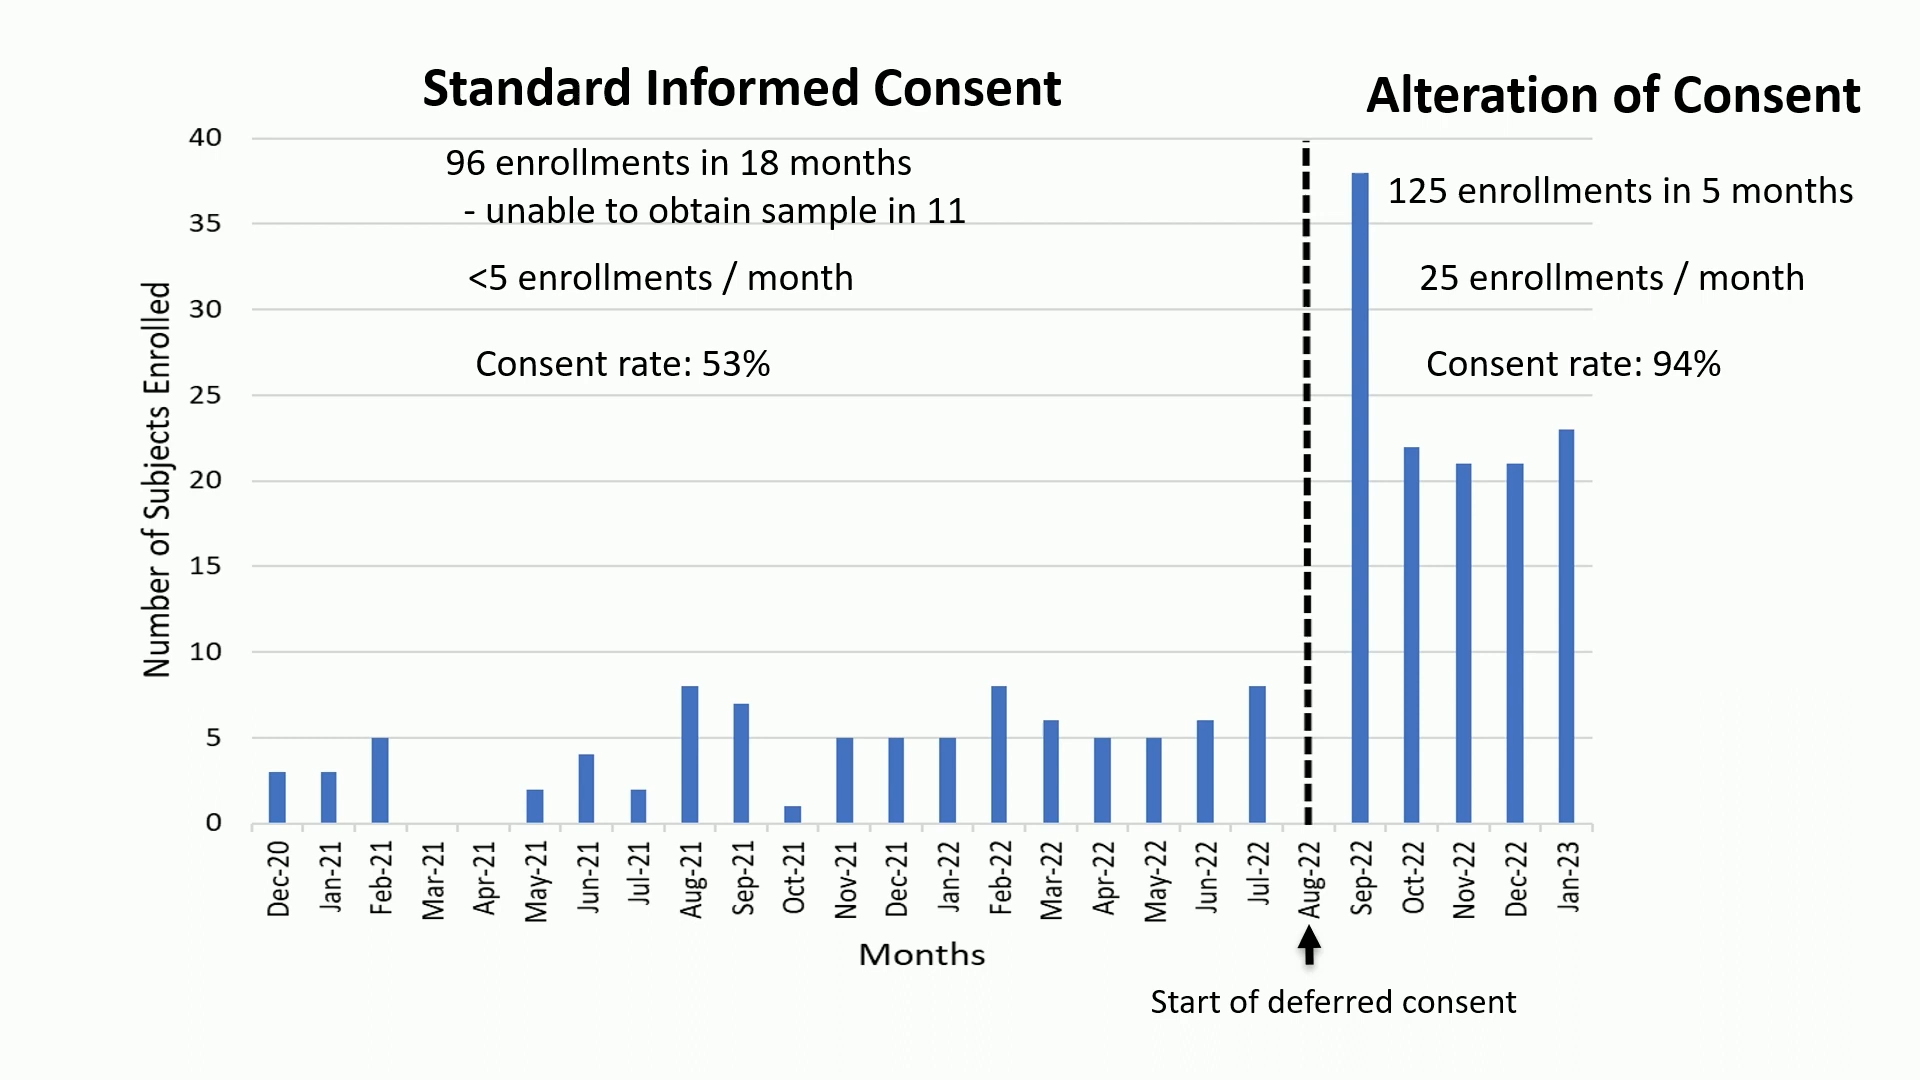 Standard Informed Consent
Alteration of Consent
96 enrollments in 18 months
- unable to obtain sample in 11
<5 enrollments / month
Consent rate: 53%
125 enrollments in 5 months
25 enrollments / month
Consent rate: 94%
Number of Subjects Enrolled
40
35
30
25
20
15
10
5
0
Dec-20
Jan-21
Feb-21
Mar-21
Apr-21
May-21
Jun-21
Jul-21
Aug-21
Sep-21
Oct-21
Nov-21
Dec-21
Jan-22
Feb-22
Mar-22
Apr-22
May-22
Jun-22
Jul-22
Aug-22
Sep-22
Oct-22
Nov-22
Dec-22
Jan-23
Months
Start of deferred consent